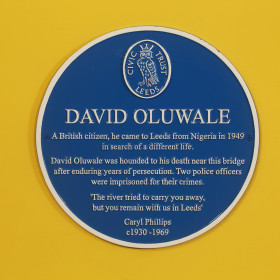 CIVIC TRUST
LEEDS
DAVID OLUWALE
A British citizen, he came to Leeds from Nigeria in 1949
in search of a different life.
David Oluwale was hounded to his death near this bridge
after enduring years of persecution. Two police officers
were imprisoned for their crimes.
'The river tried to carry you away,
but you remain with us in Leeds'
Caryl Phillips
c1930 -1969